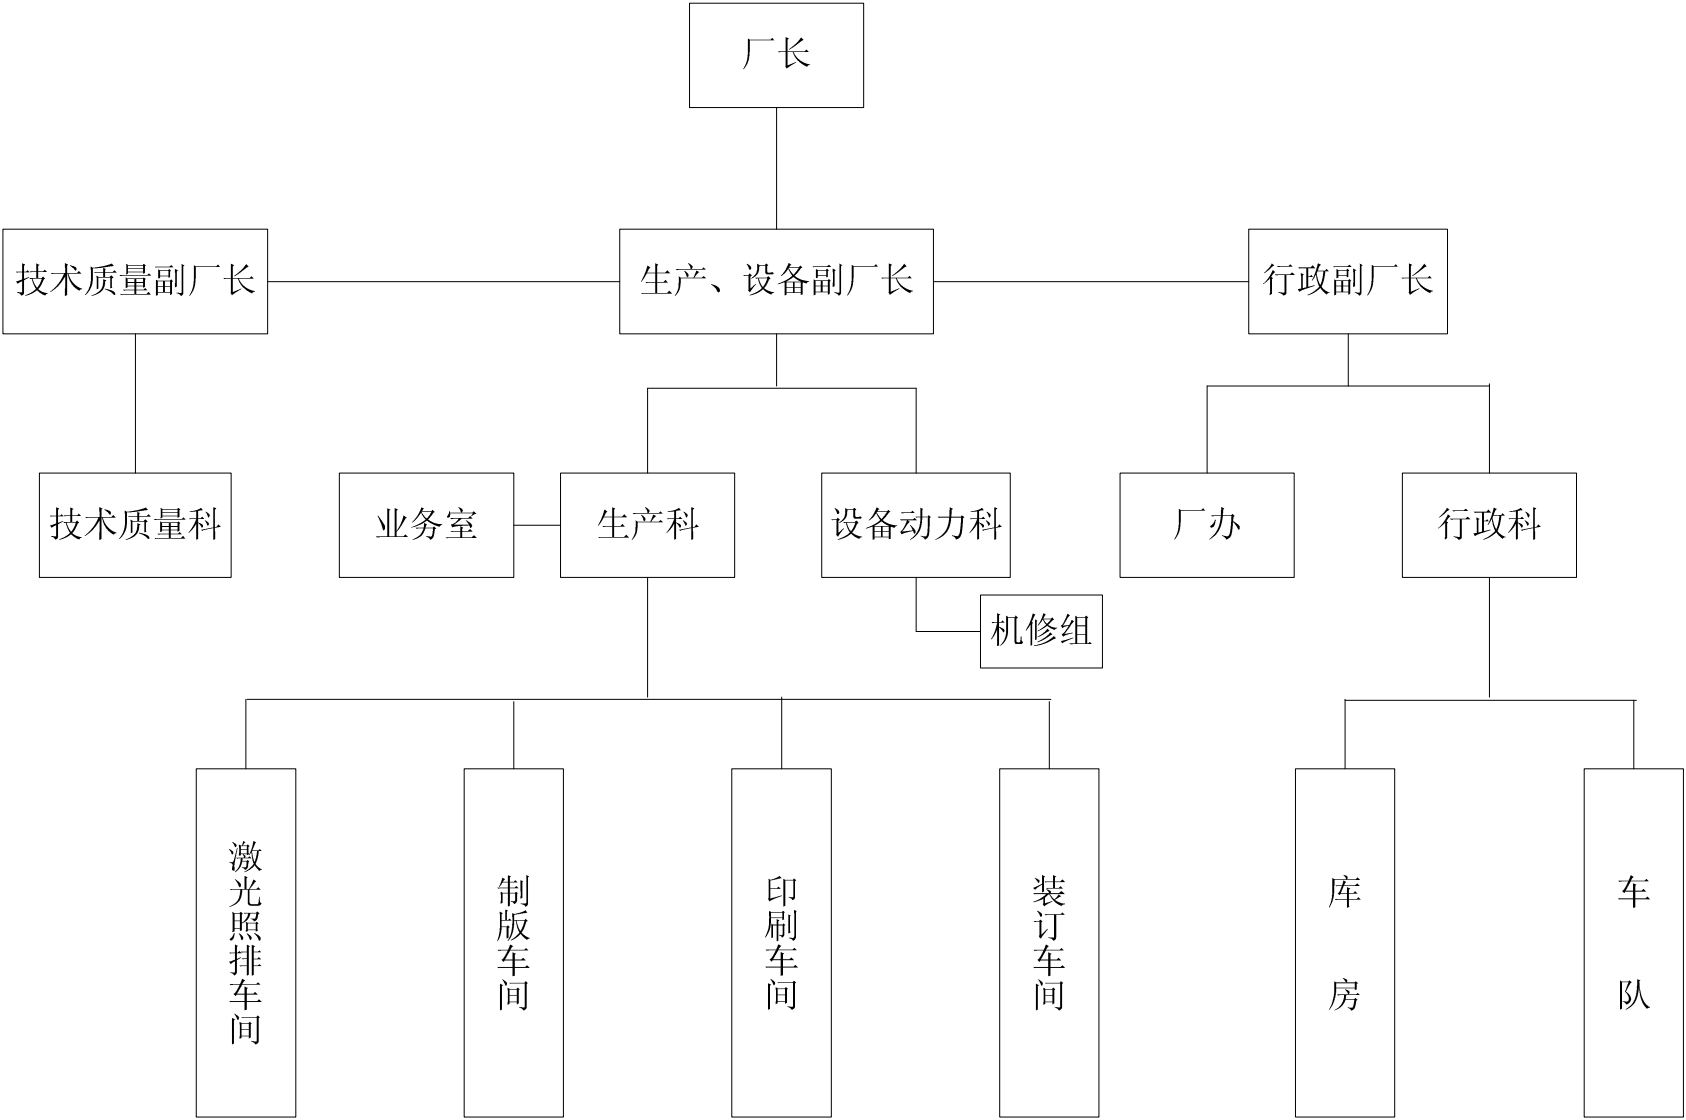 厂长
技术质量副厂长
生产、设备副厂长
行政副厂长
技术质量科
业务室
生产科
设备动力科
厂办
行政科
机修组
激光照排车间
制版车间
印刷车间
装订车间
库房
车队